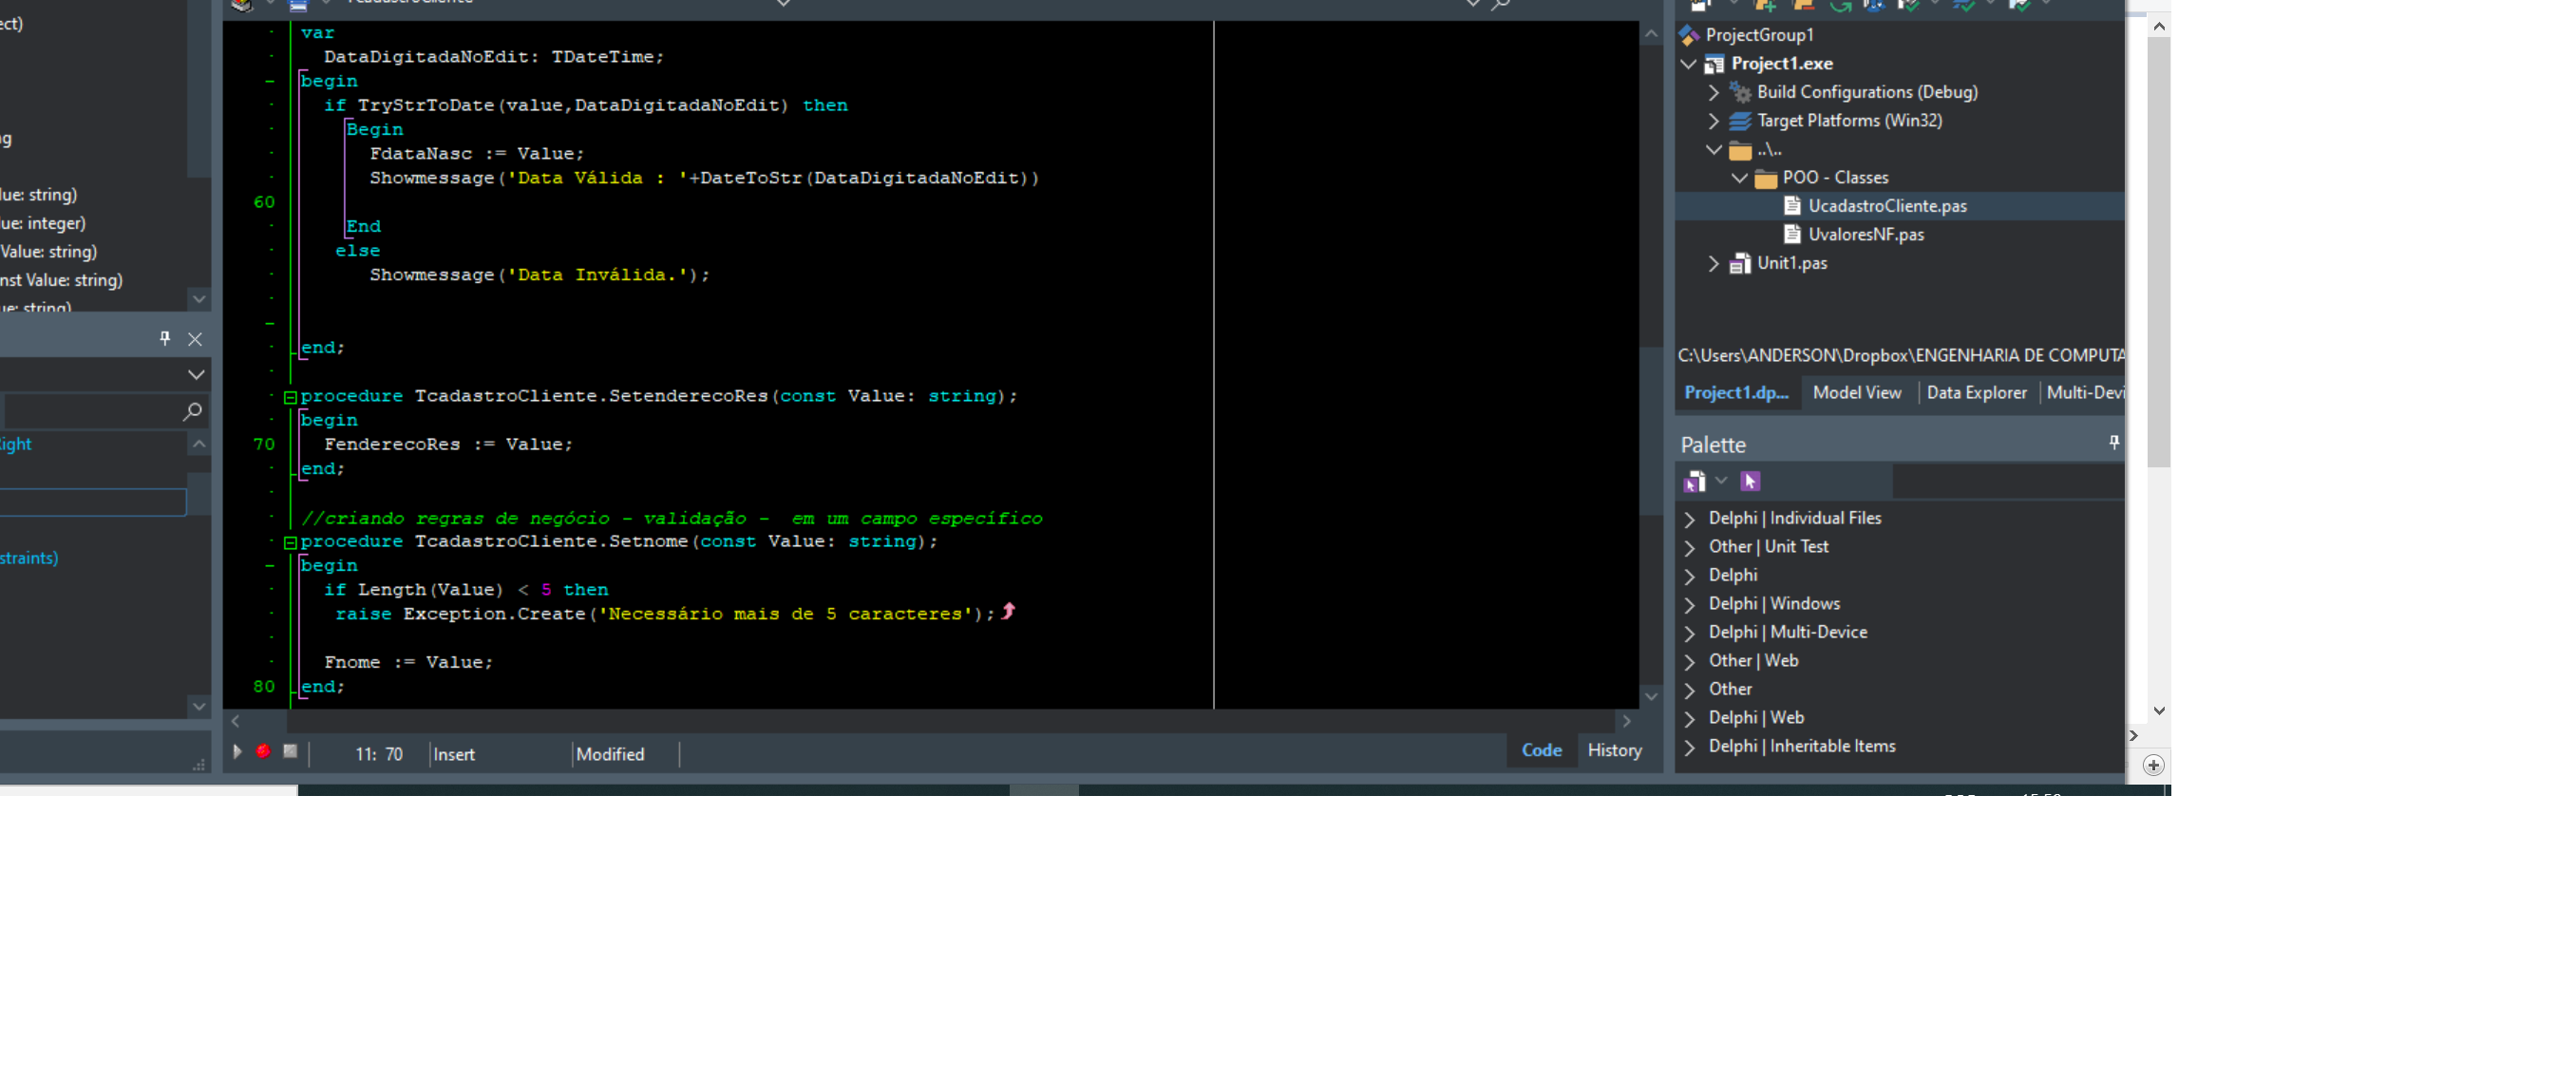 ect)
ng
lue: string)
lue: integer)
Value: string)
nst Value: string)
ue: string)
Right
straints)
TcadastroCliente
var
DataDigitadaNoEdit: TDateTime;
begin
if TryStrToDate(value,DataDigitadaNoEdit) then
Begin
FdataNasc := Value;
Showmessage('Data Válida : '+DateToStr(DataDigitadaNoEdit))
60
End
else
Showmessage('Data Inválida.');
end;
procedure TcadastroCliente.SetenderecoRes(const Value: string);
begin
70 FenderecoRes := Value;
end;
//criando regras de negócio - validação -  em um campo específico
procedure TcadastroCliente.Setnome(const Value: string);
begin
if Length(Value) < 5 then
raise Exception.Create('Necessário mais de 5 caracteres');
Fnome := Value;
80 end;
11: 70 Insert Modified Code History
ProjectGroup1
Project1.exe
Build Configurations (Debug)
Target Platforms (Win32)
..\..
POO - Classes
UcadastroCliente.pas
UvaloresNF.pas
Unit1.pas
C:\Users\ANDERSON\Dropbox\ENGENHARIA DE COMPUTA
Project1.dp... Model View Data Explorer Multi-Devi
Palette
Delphi | Individual Files
Other | Unit Test
Delphi
Delphi | Windows
Delphi | Multi-Device
Other | Web
Other
Delphi | Web
Delphi | Inheritable Items